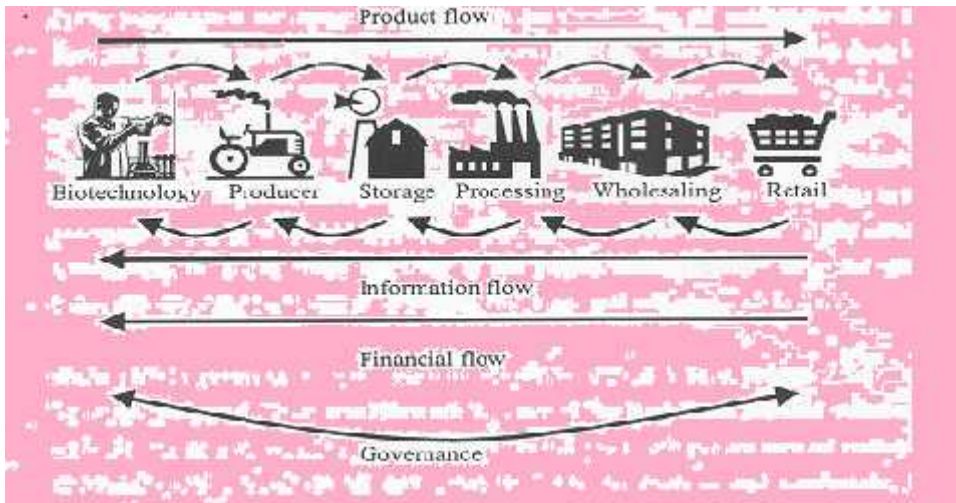 Product flow
Biotechnology Producer Storage Processing Wholesaling Retail
Information flow
Financial flow
Governance